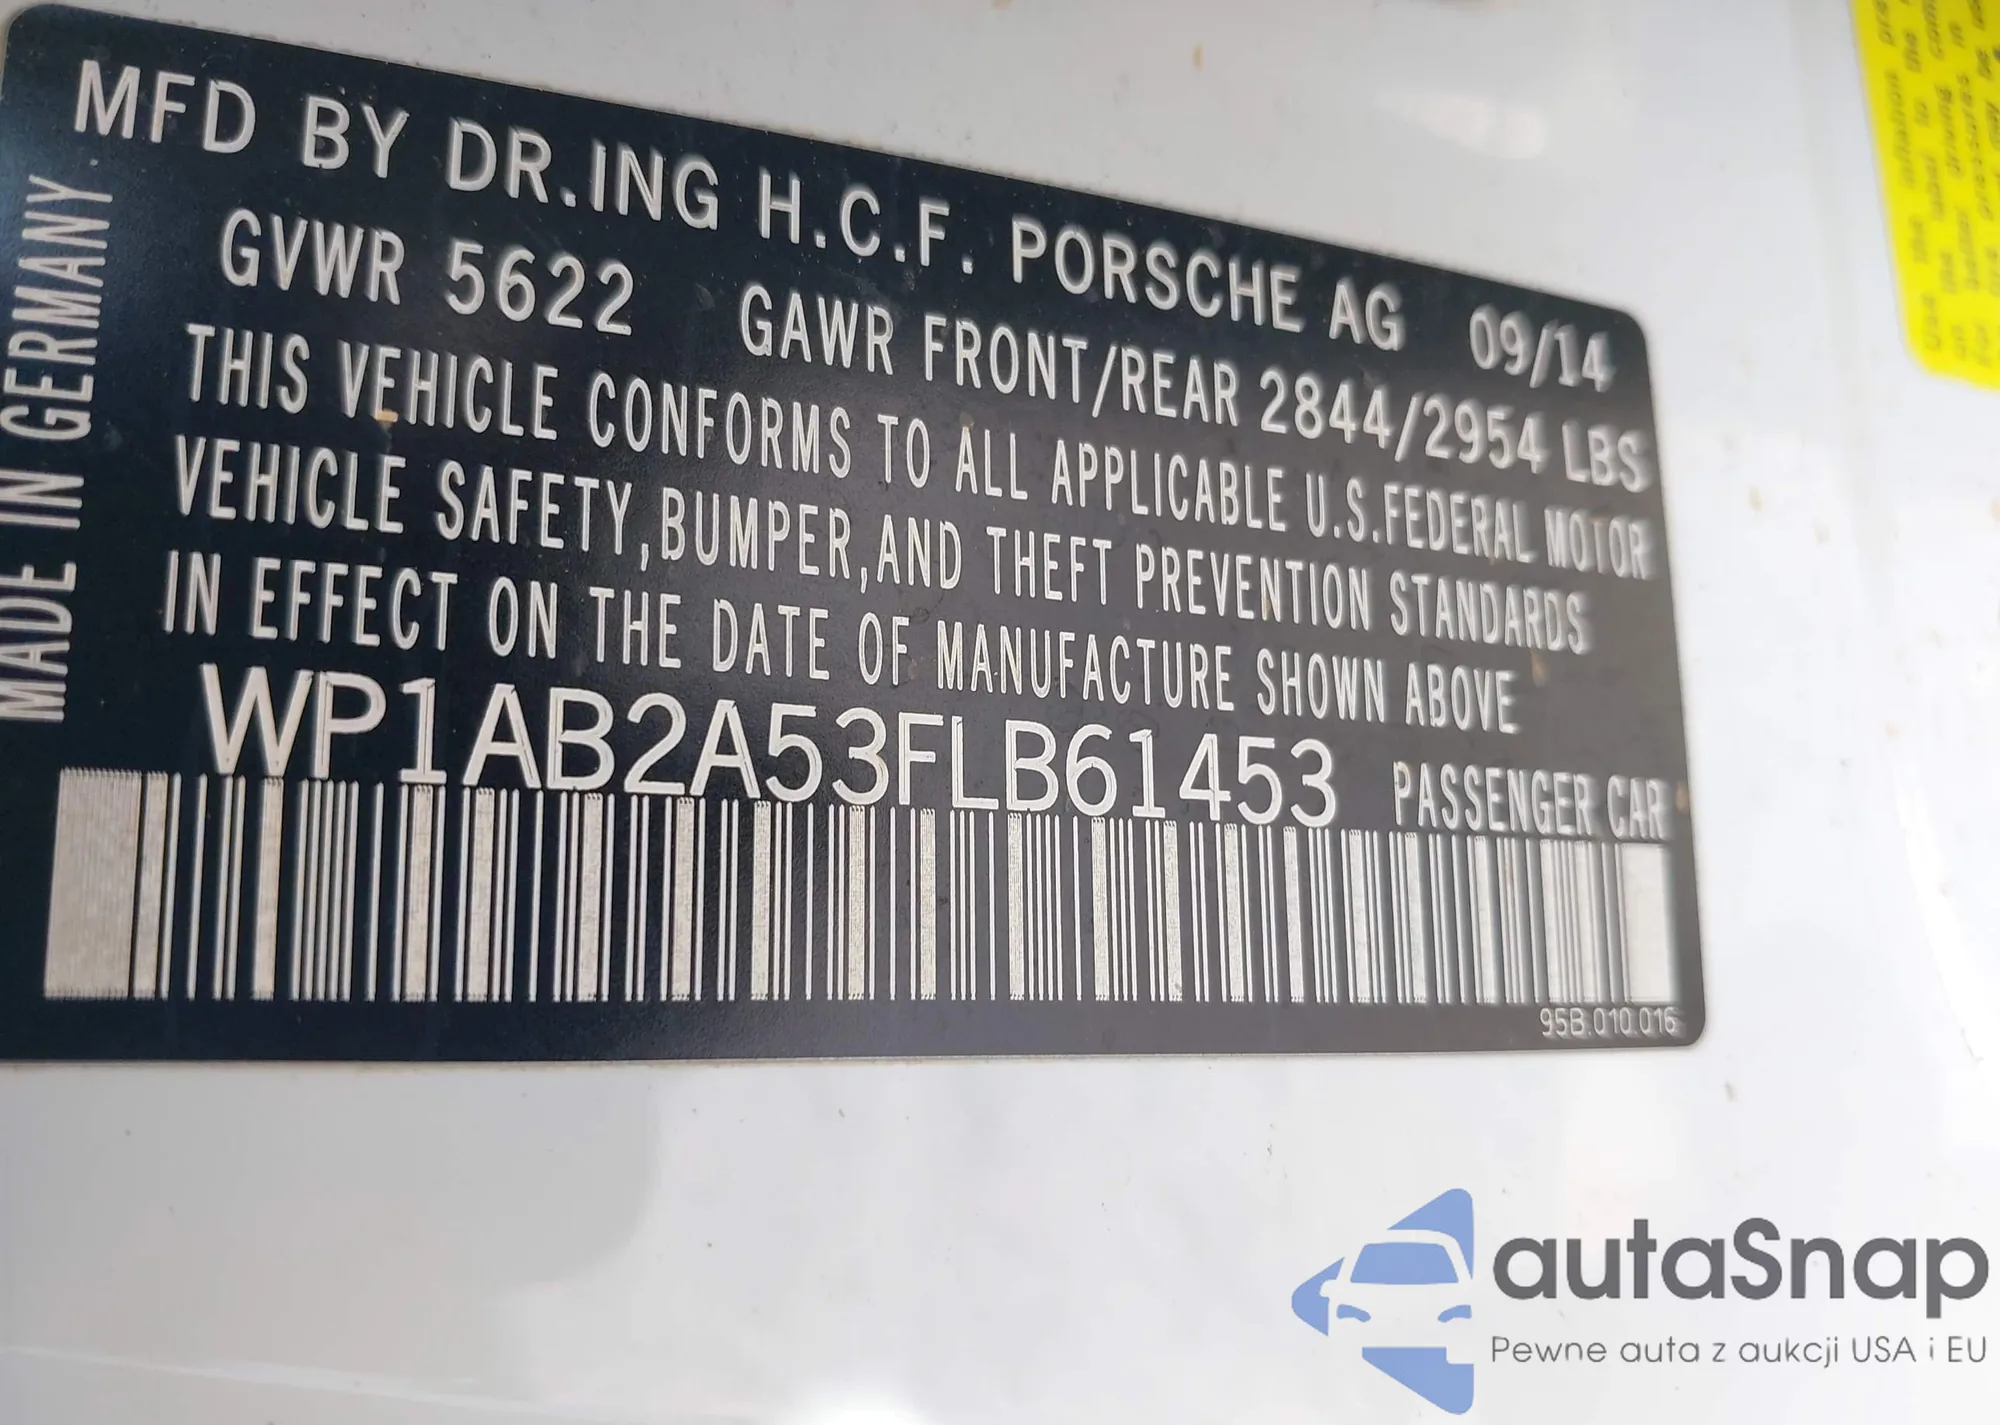 MFD BY DR.ING H.C.F. PORSCHE AG 09/14
GVWR 5622 GAWR FRONT/REAR 2844/2954 LBS
THIS VEHICLE CONFORMS TO ALL APPLICABLE U.S.FEDERAL MOTOR
VEHICLE SAFETY,BUMPER,AND THEFT PREVENTION STANDARDS
IN EFFECT ON THE DATE OF MANUFACTURE SHOWN ABOVE
WP1AB2A53FLB61453 PASSENGER CAR
95B.010.016
MADE IN GERMANY
autaSnap
Pewne auta z aukcji USA i EU